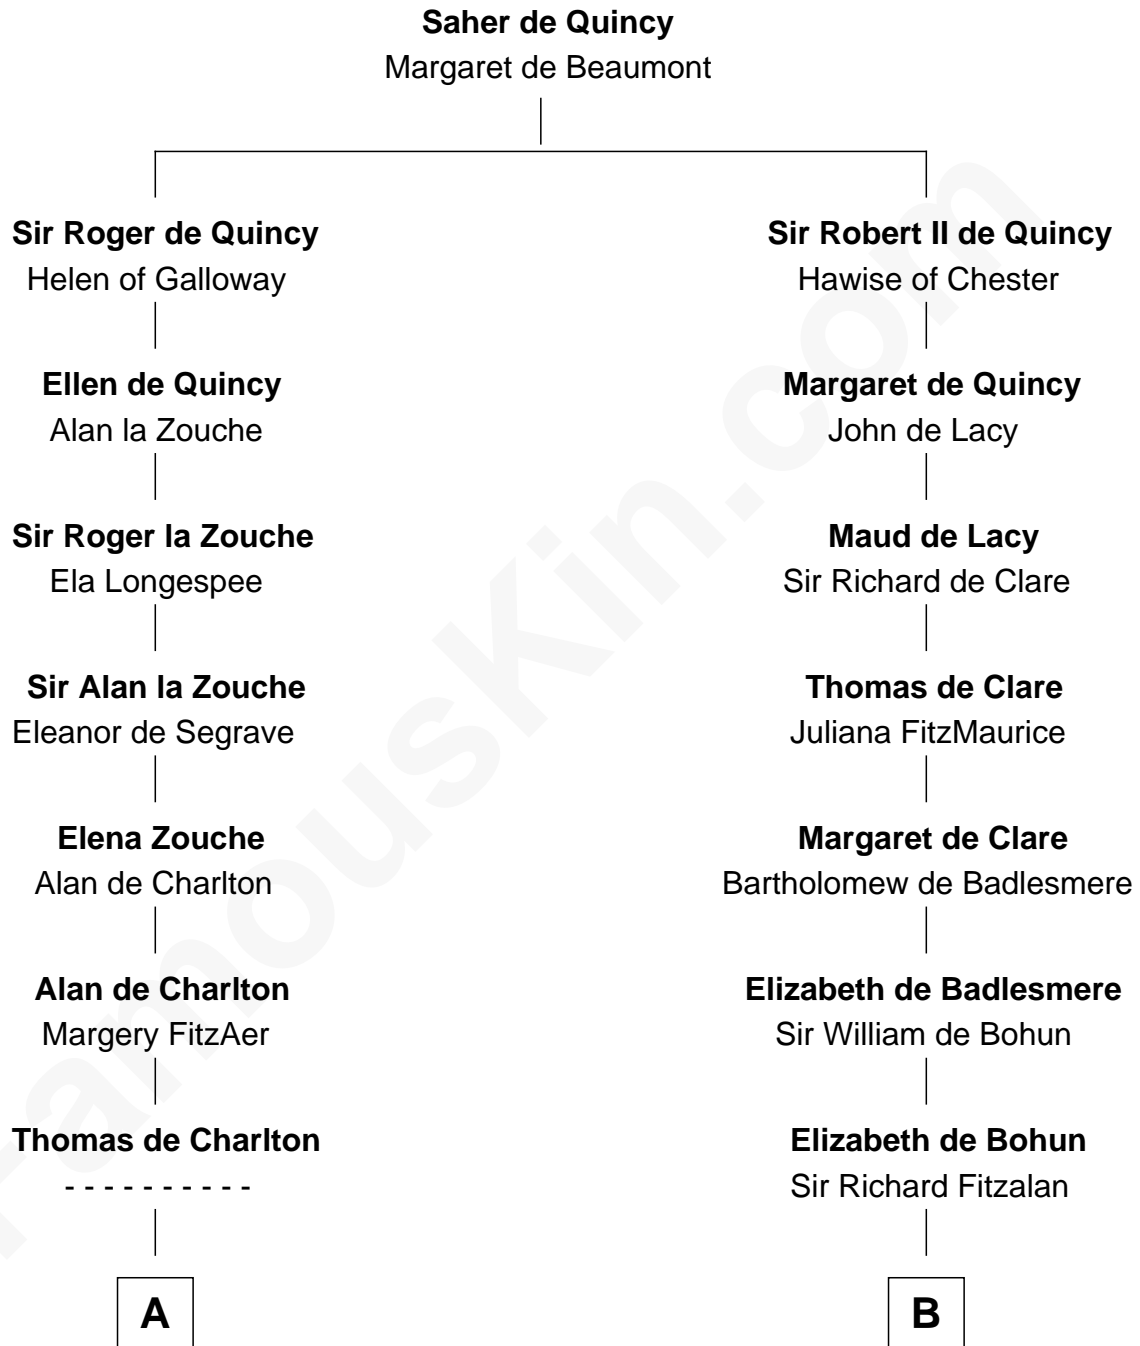 Saher de Quincy
Margaret de Beaumont
Sir Roger de Quincy
Helen of Galloway
Sir Robert II de Quincy
Hawise of Chester
Ellen de Quincy
Alan la Zouche
Margaret de Quincy
John de Lacy
Sir Roger la Zouche
Ela Longespee
Maud de Lacy
Sir Richard de Clare
Sir Alan la Zouche
Eleanor de Segrave
Thomas de Clare
Juliana FitzMaurice
Elena Zouche
Alan de Charlton
Margaret de Clare
Bartholomew de Badlesmere
Alan de Charlton
Margery FitzAer
Elizabeth de Badlesmere
Sir William de Bohun
Thomas de Charlton
- - - - - - - - - -
Elizabeth de Bohun
Sir Richard Fitzalan
A
B
FamousKin.com